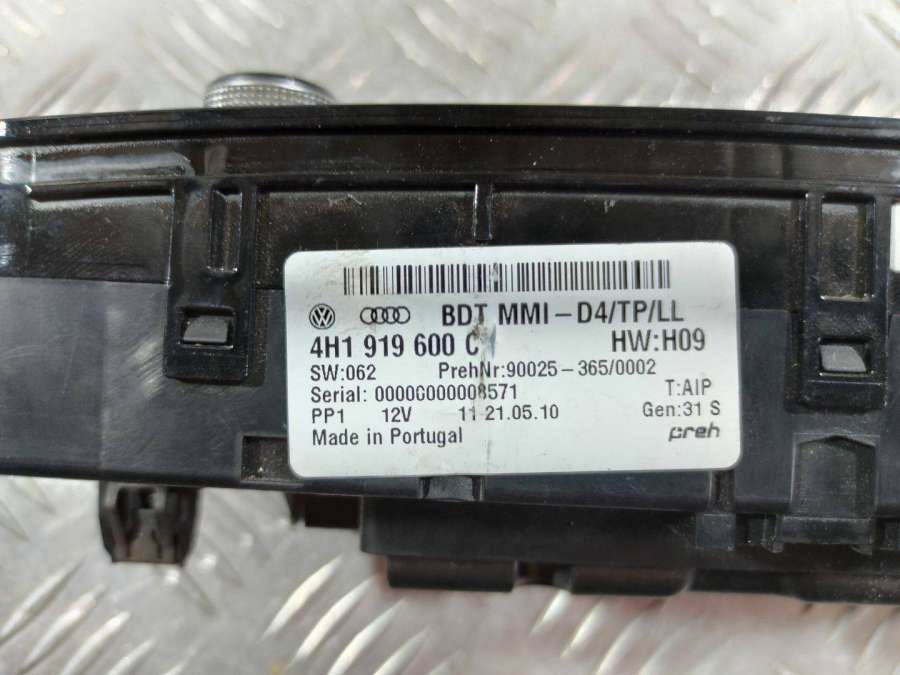 BDT MMI - D4/TP/LL
4H1 919 600 C HW:H09
SW:062 PrehNr:90025-365/0002
Serial: 00006000008571 T:AIP
PP1 12V 11 21.05.10 Gen:31 S
Made in Portugal preh